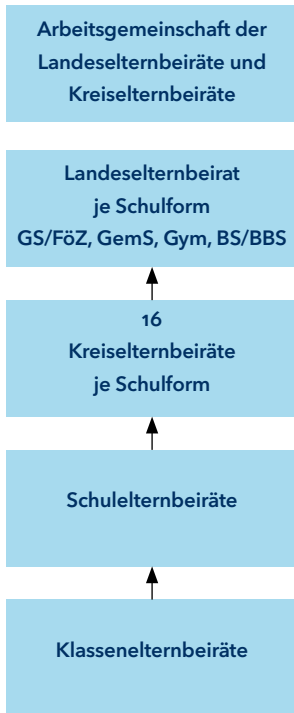 Arbeitsgemeinschaft der
Landeselternbeiräte und
Kreiselternbeiräte
Landeselternbeirat
je Schulform
GS/FöZ, GemS, Gym, BS/BBS
16
Kreiselternbeiräte
je Schulform
Schulelternbeiräte
Klassenelternbeiräte